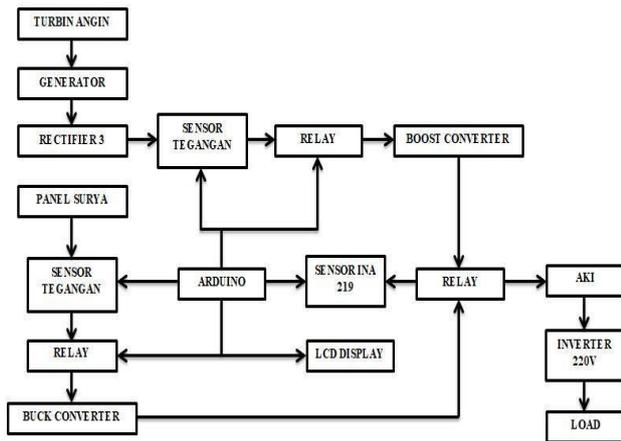 TURBIN ANGIN
GENERATOR
RECTIFIER 3
SENSOR
TEGANGAN
RELAY
BOOST CONVERTER
PANEL SURYA
SENSOR
TEGANGAN
ARDUINO
SENSOR INA
219
RELAY
AKI
RELAY
LCD DISPLAY
INVERTER
220V
BUCK CONVERTER
LOAD